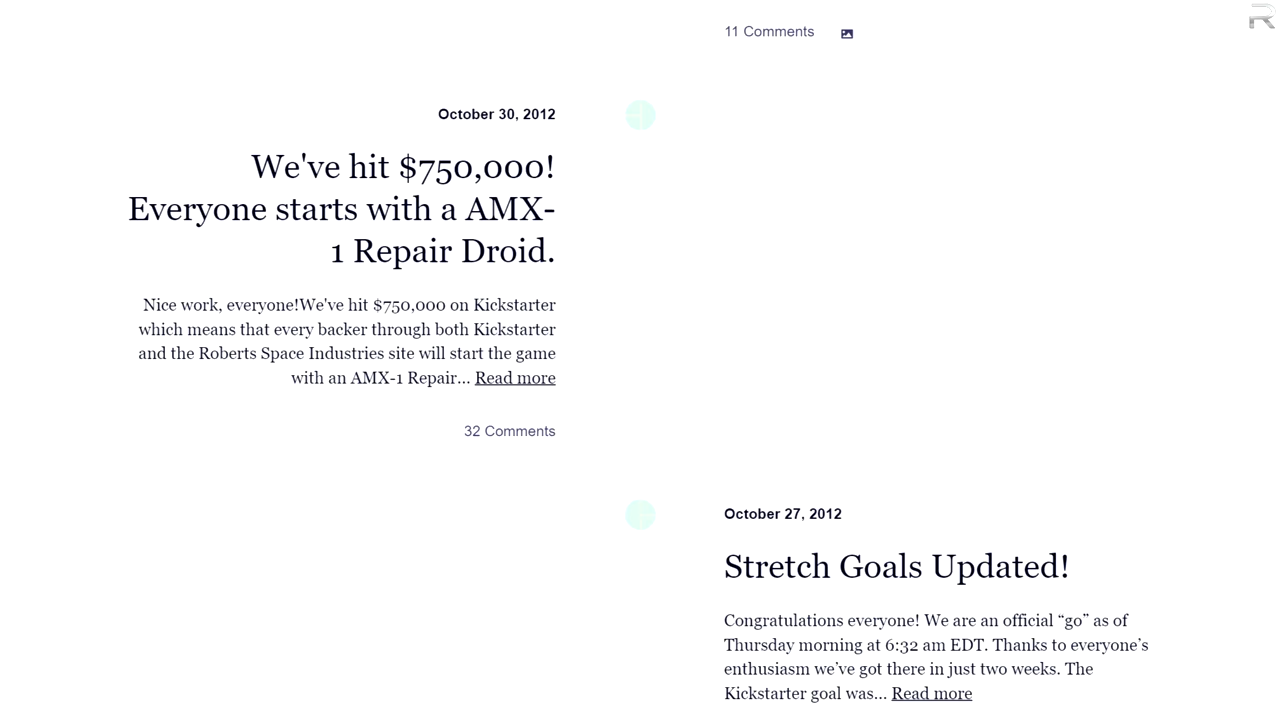 11 Comments
R
October 30, 2012
We've hit $750,000!
Everyone starts with a AMX-
1 Repair Droid.
Nice work, everyone!We've hit $750,000 on Kickstarter
which means that every backer through both Kickstarter
and the Roberts Space Industries site will start the game
with an AMX-1 Repair... Read more
32 Comments
October 27, 2012
Stretch Goals Updated!
Congratulations everyone! We are an official “go” as of
Thursday morning at 6:32 am EDT. Thanks to everyone’s
enthusiasm we’ve got there in just two weeks. The
Kickstarter goal was... Read more